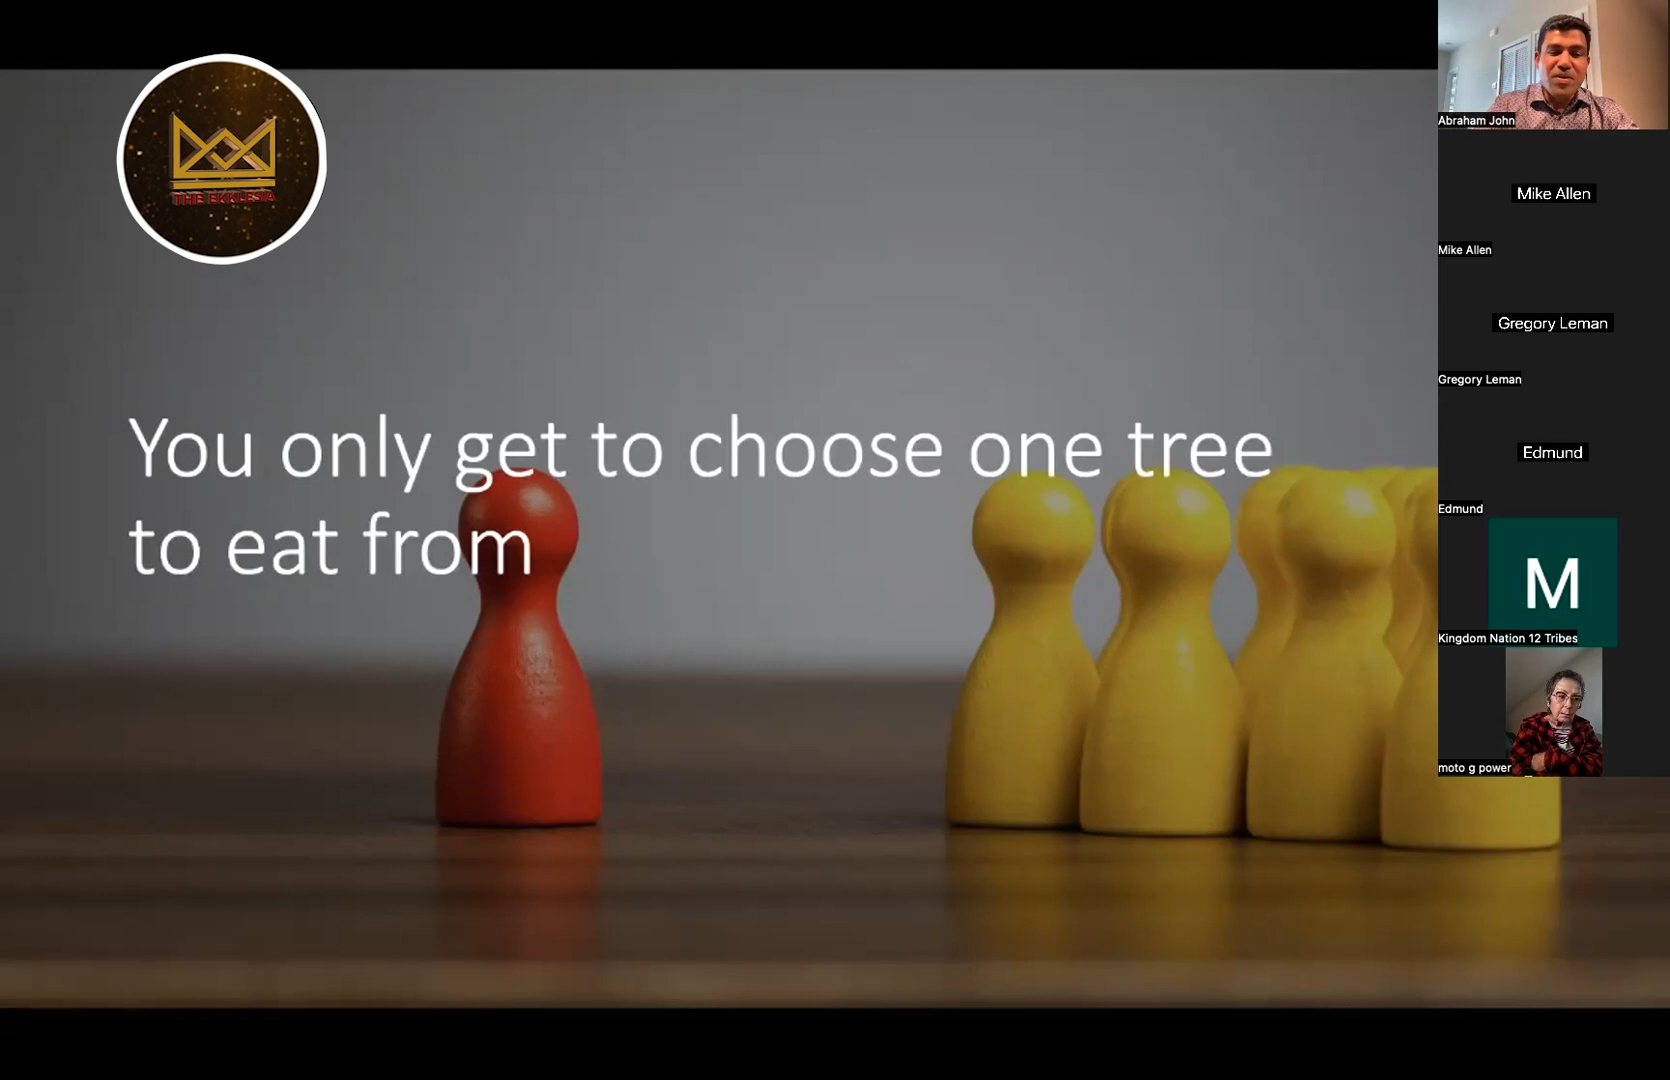 THE EKKLESIA
You only get to choose one tree
to eat from
Abraham John
Mike Allen
Mike Allen
Gregory Leman
Gregory Leman
Edmund
Edmund
M
Kingdom Nation 12 Tribes
moto g power